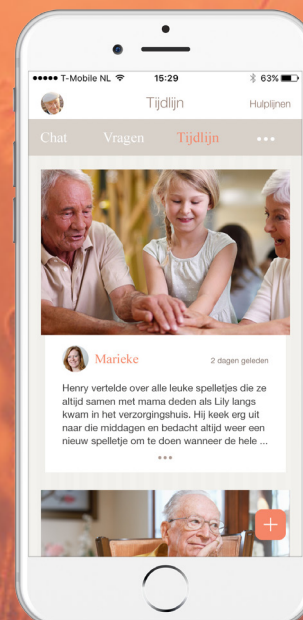 T-Mobile NL 15:29 63%
Tijdlijn Hulplijnen
Chat Vragen Tijdlijn
Marieke 2 dagen geleden
Henry vertelde over alle leuke spelletjes die ze
altijd samen met mama deden als Lily langs
kwam in het verzorgingshuis. Hij keek erg uit
naar die middagen en bedacht altijd weer een
nieuw spelletje om te doen wanneer de hele ...